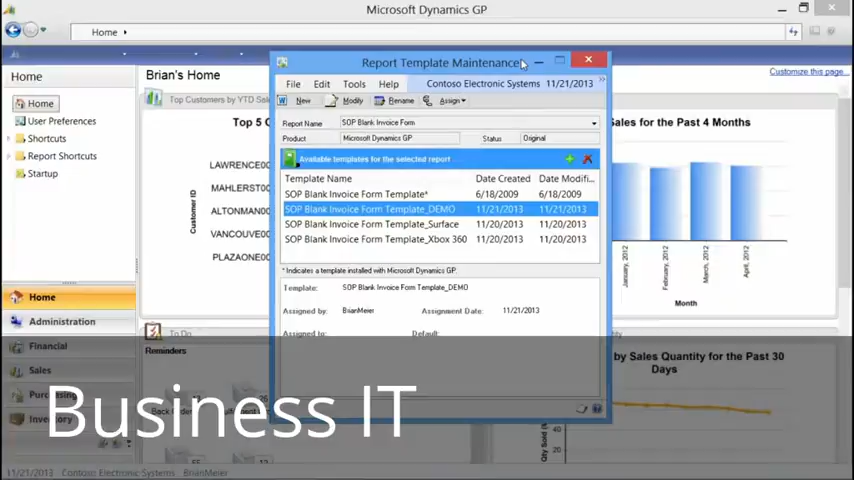 Microsoft Dynamics GP
Home
Home
Brian's Home
Customize this page...
Home
User Preferences
Shortcuts
Report Shortcuts
Startup
Home
Administration
Financial
Sales
Purchasing
Inventory
Top Customers by YTD Sal
Top 5 C
Customer ID
LAWRENCE00
MAHLERST0
ALTONMAN0
VANCOUVE0
PLAZAONE0
To Do
Reminders
Report Template Maintenance
File Edit Tools Help
Contoso Electronic Systems 11/21/2013
New Modify Rename Assign
Report Name SOP Blank Invoice Form
Product Microsoft Dynamics GP Status Original
Available templates for the selected report
Template Name Date Created Date Modifi...
SOP Blank Invoice Form Template* 6/18/2009 6/18/2009
SOP Blank Invoice Form Template_DEMO 11/21/2013 11/21/2013
SOP Blank Invoice Form Template_Surface 11/20/2013 11/20/2013
SOP Blank Invoice Form Template_Xbox 360 11/20/2013 11/20/2013
* Indicates a template installed with Microsoft Dynamics GP.
Template: SOP Blank Invoice Form Template_DEMO
Assigned by: BrianMeier Assignment Date: 11/21/2013
Assigned to: Default:
Sales for the Past 4 Months
January, 2012
February, 2012
March, 2012
April, 2012
Month
by Sales Quantity for the Past 30
Days
Qty Sold
40
20
Business IT
11/21/2013 Contoso Electronic Systems BrianMeier